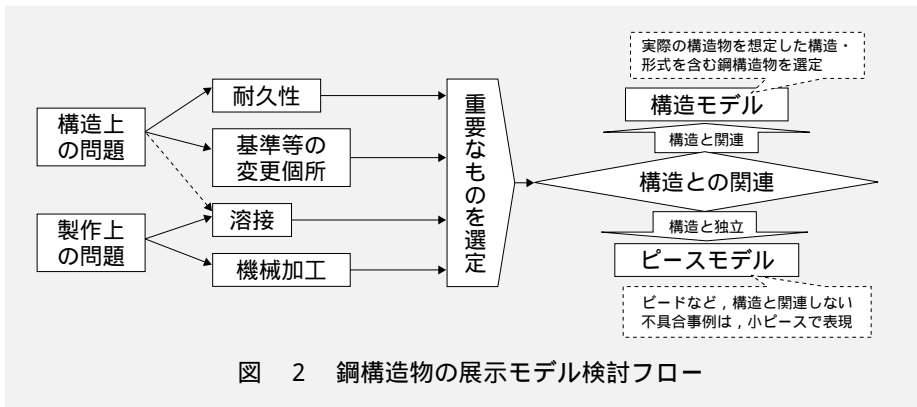 構造上
の問題
製作上
の問題
耐久性
基準等の
変更個所
溶接
機械加工
重要なものを選定
実際の構造物を想定した構造・
形式を含む鋼構造物を選定
構造モデル
構造と関連
構造との関連
構造と独立
ピースモデル
ビードなど，構造と関連しない
不具合事例は，小ピースで表現
図　2　鋼構造物の展示モデル検討フロー